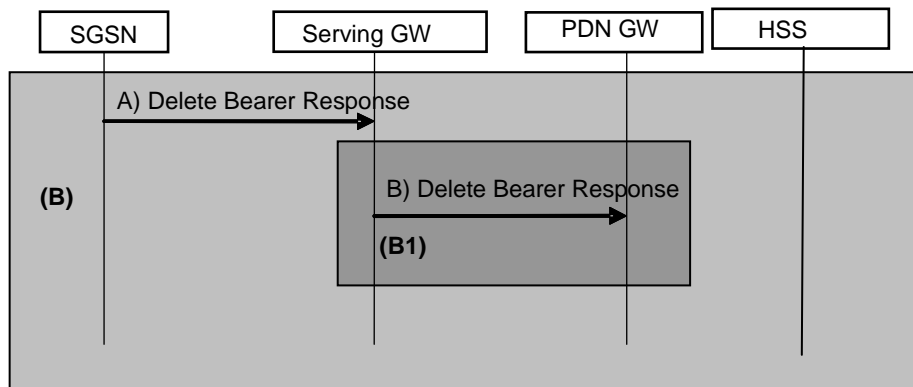 SGSN
Serving GW
PDN GW
HSS
A) Delete Bearer Response
(B)
B) Delete Bearer Response
(B1)